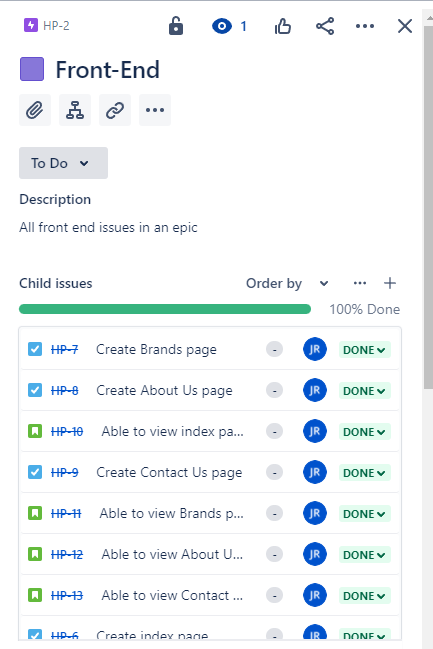 HP-2 1
Front-End
To Do
Description
All front end issues in an epic
Child issues Order by
100% Done
HP-7 Create Brands page - JR DONE
HP-8 Create About Us page - JR DONE
HP-10 Able to view index pa... - JR DONE
HP-9 Create Contact Us page - JR DONE
HP-11 Able to view Brands p... - JR DONE
HP-12 Able to view About U... - JR DONE
HP-13 Able to view Contact ... - JR DONE
HP-6 Create index page - JR DONE